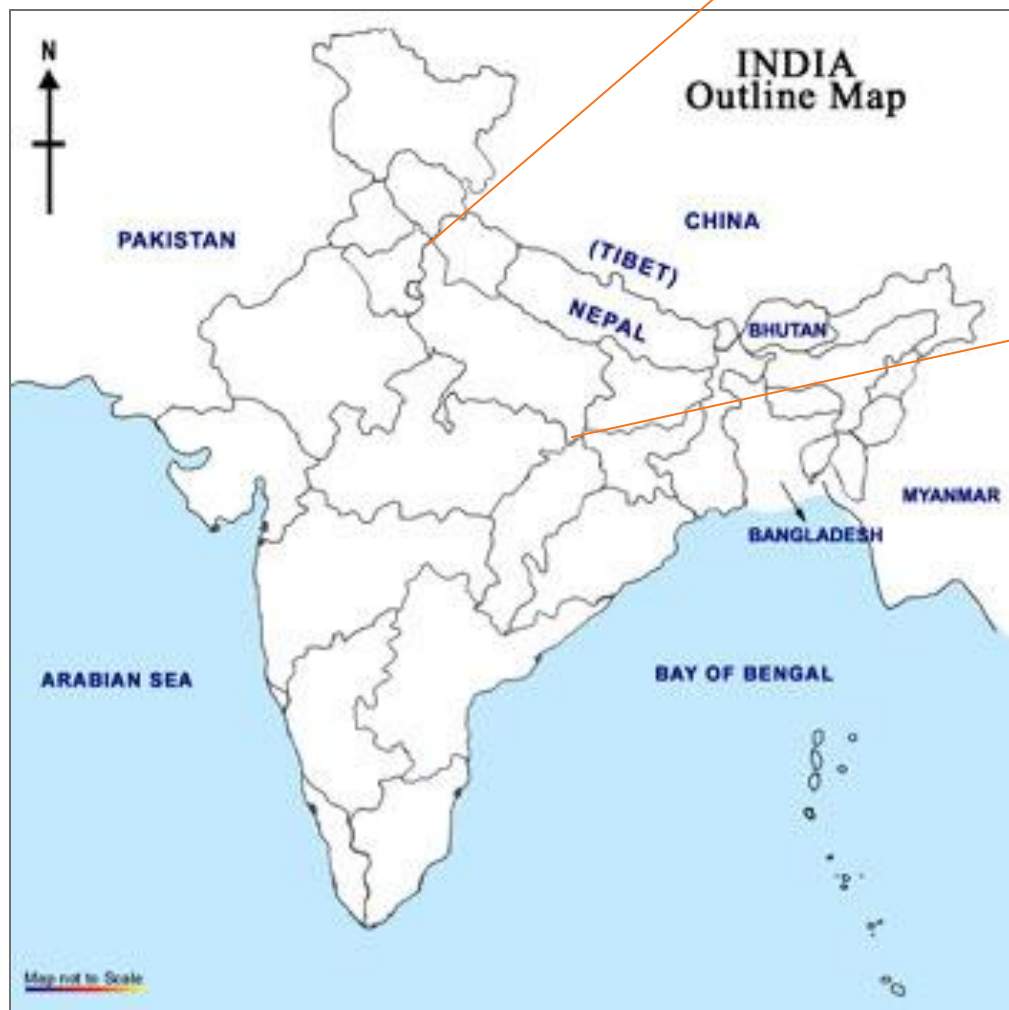 N
INDIA
Outline Map
PAKISTAN
CHINA
(TIBET)
NEPAL
BHUTAN
MYANMAR
BANGLADESH
ARABIAN SEA
BAY OF BENGAL
Map not to Scale